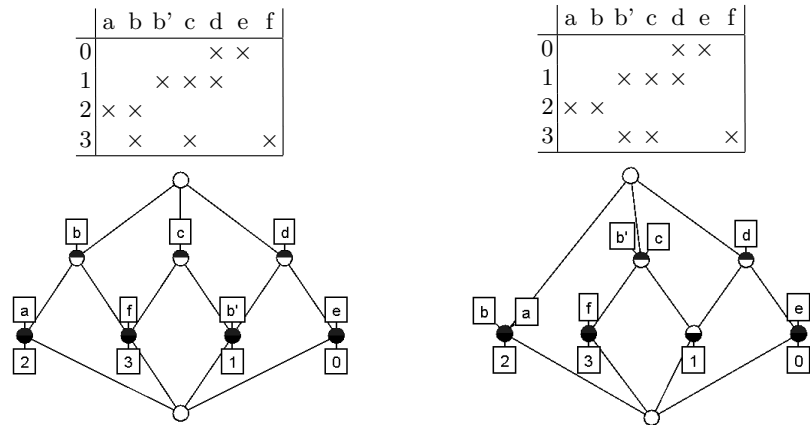 a b b’ c d e f
0 × ×
1 × × ×
2 × ×
3 × × ×
b c d
a f b' e
2 3 1 0
a b b’ c d e f
0 × ×
1 × × ×
2 × ×
3 × × ×
b' c d
b a f e
2 3 1 0